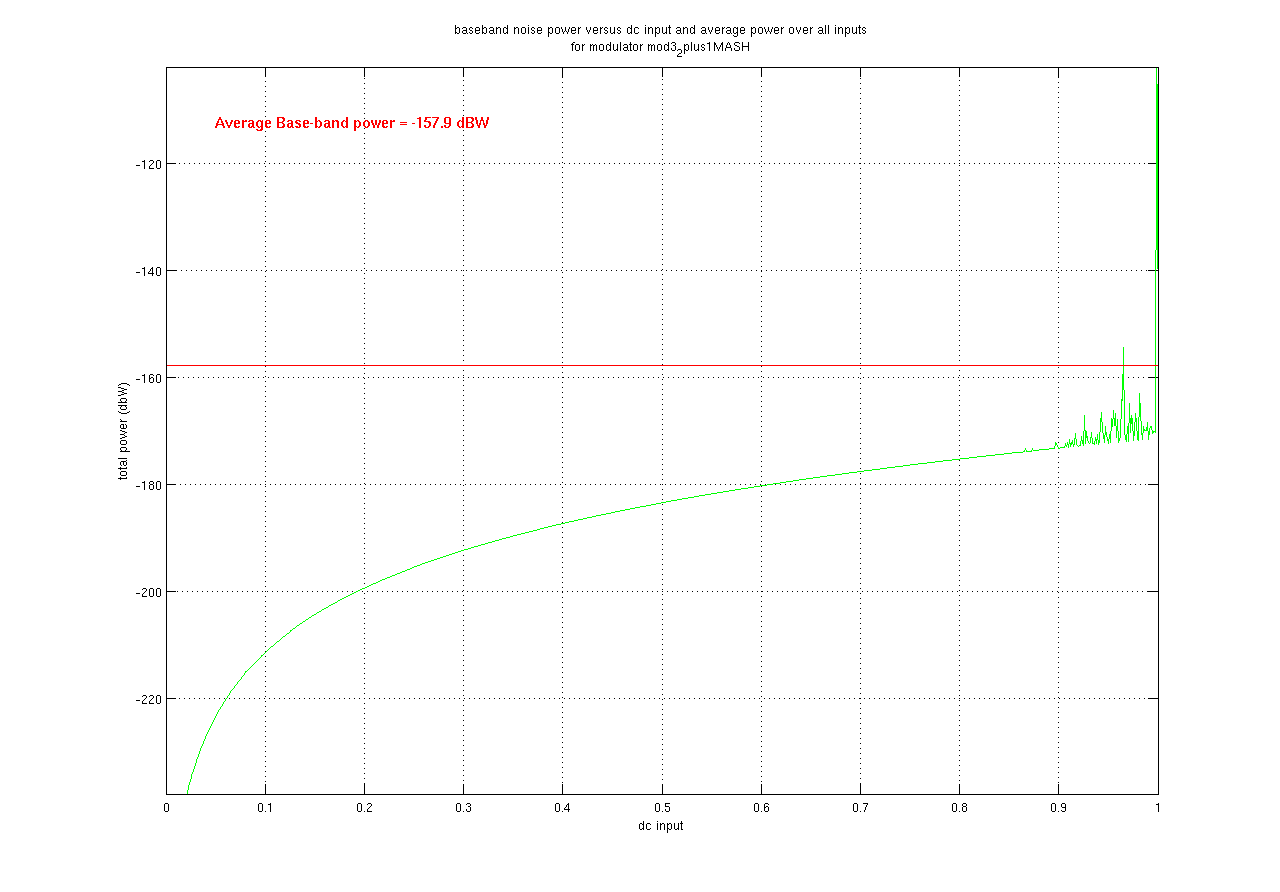 baseband noise power versus dc input and average power over all inputs
for modulator mod3₂plus1MASH
Average Base-band power = -157.9 dBW
total power (dbW)
-120
-140
-160
-180
-200
-220
0 0.1 0.2 0.3 0.4 0.5 0.6 0.7 0.8 0.9 1
dc input